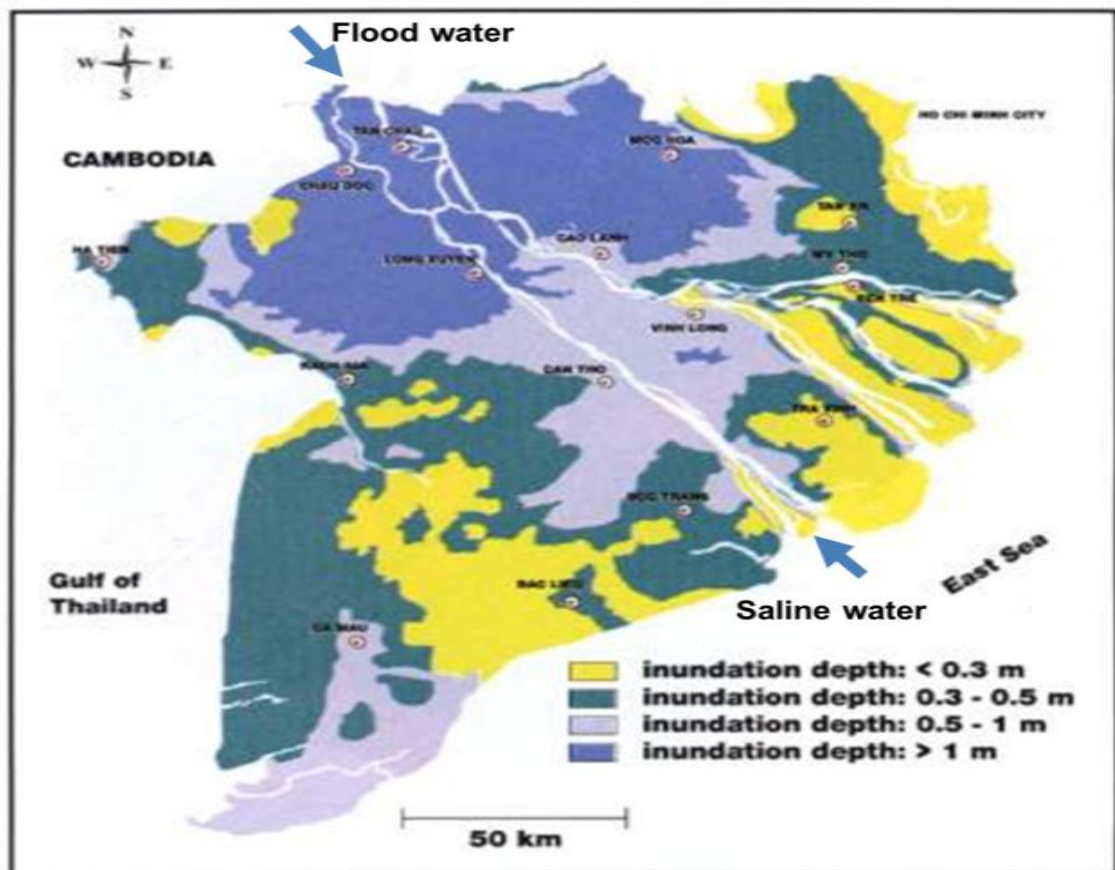 Flood water
N
W E
S
HO CHI MINH CITY
TAN CHAU
MOC HOA
CAMBODIA
CHAU DOC
TAN AN
CAO LANH
HA TIEN
LONG XUYEN
MY THO
BEN TRE
VINH LONG
RACH GIA
CAN THO
TRA VINH
SOC TRANG
East Sea
Gulf of
Thailand
BAC LIEU
Saline water
CA MAU
inundation depth: < 0.3 m
inundation depth: 0.3 - 0.5 m
inundation depth: 0.5 - 1 m
inundation depth: > 1 m
50 km